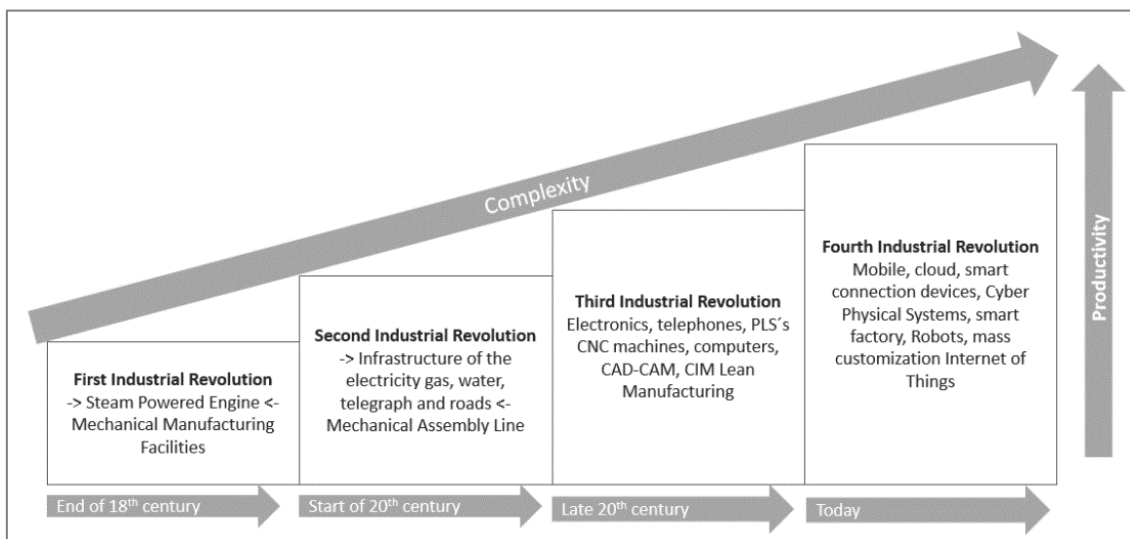 Complexity
Productivity
First Industrial Revolution
-> Steam Powered Engine <-
Mechanical Manufacturing
Facilities
Second Industrial Revolution
-> Infrastructure of the
electricity gas, water,
telegraph and roads <-
Mechanical Assembly Line
Third Industrial Revolution
Electronics, telephones, PLS´s
CNC machines, computers,
CAD-CAM, CIM Lean
Manufacturing
Fourth Industrial Revolution
Mobile, cloud, smart
connection devices, Cyber
Physical Systems, smart
factory, Robots, mass
customization Internet of
Things
End of 18th century
Start of 20th century
Late 20th century
Today